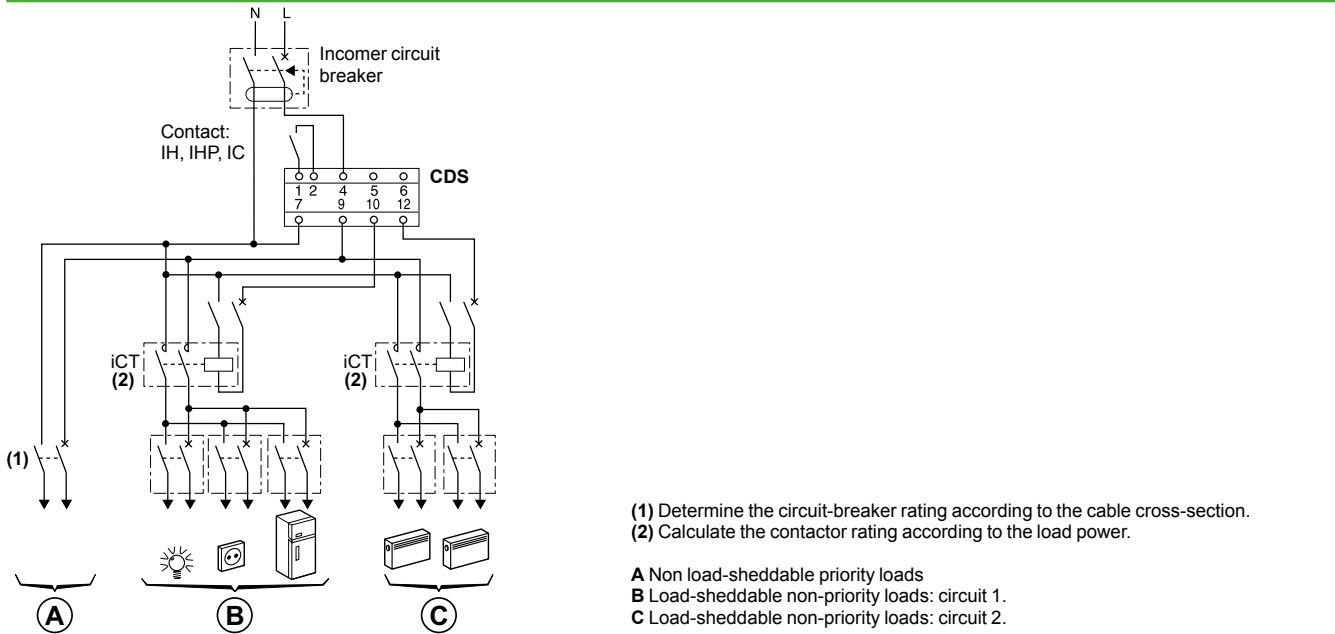 N L
Incomer circuit
breaker
Contact:
IH, IHP, IC
CDS
1 2 4 5 6
7 9 10 12
iCT
(2)
iCT
(2)
(1)
(1) Determine the circuit-breaker rating according to the cable cross-section.
(2) Calculate the contactor rating according to the load power.
A Non load-sheddable priority loads
B Load-sheddable non-priority loads: circuit 1.
C Load-sheddable non-priority loads: circuit 2.
A B C